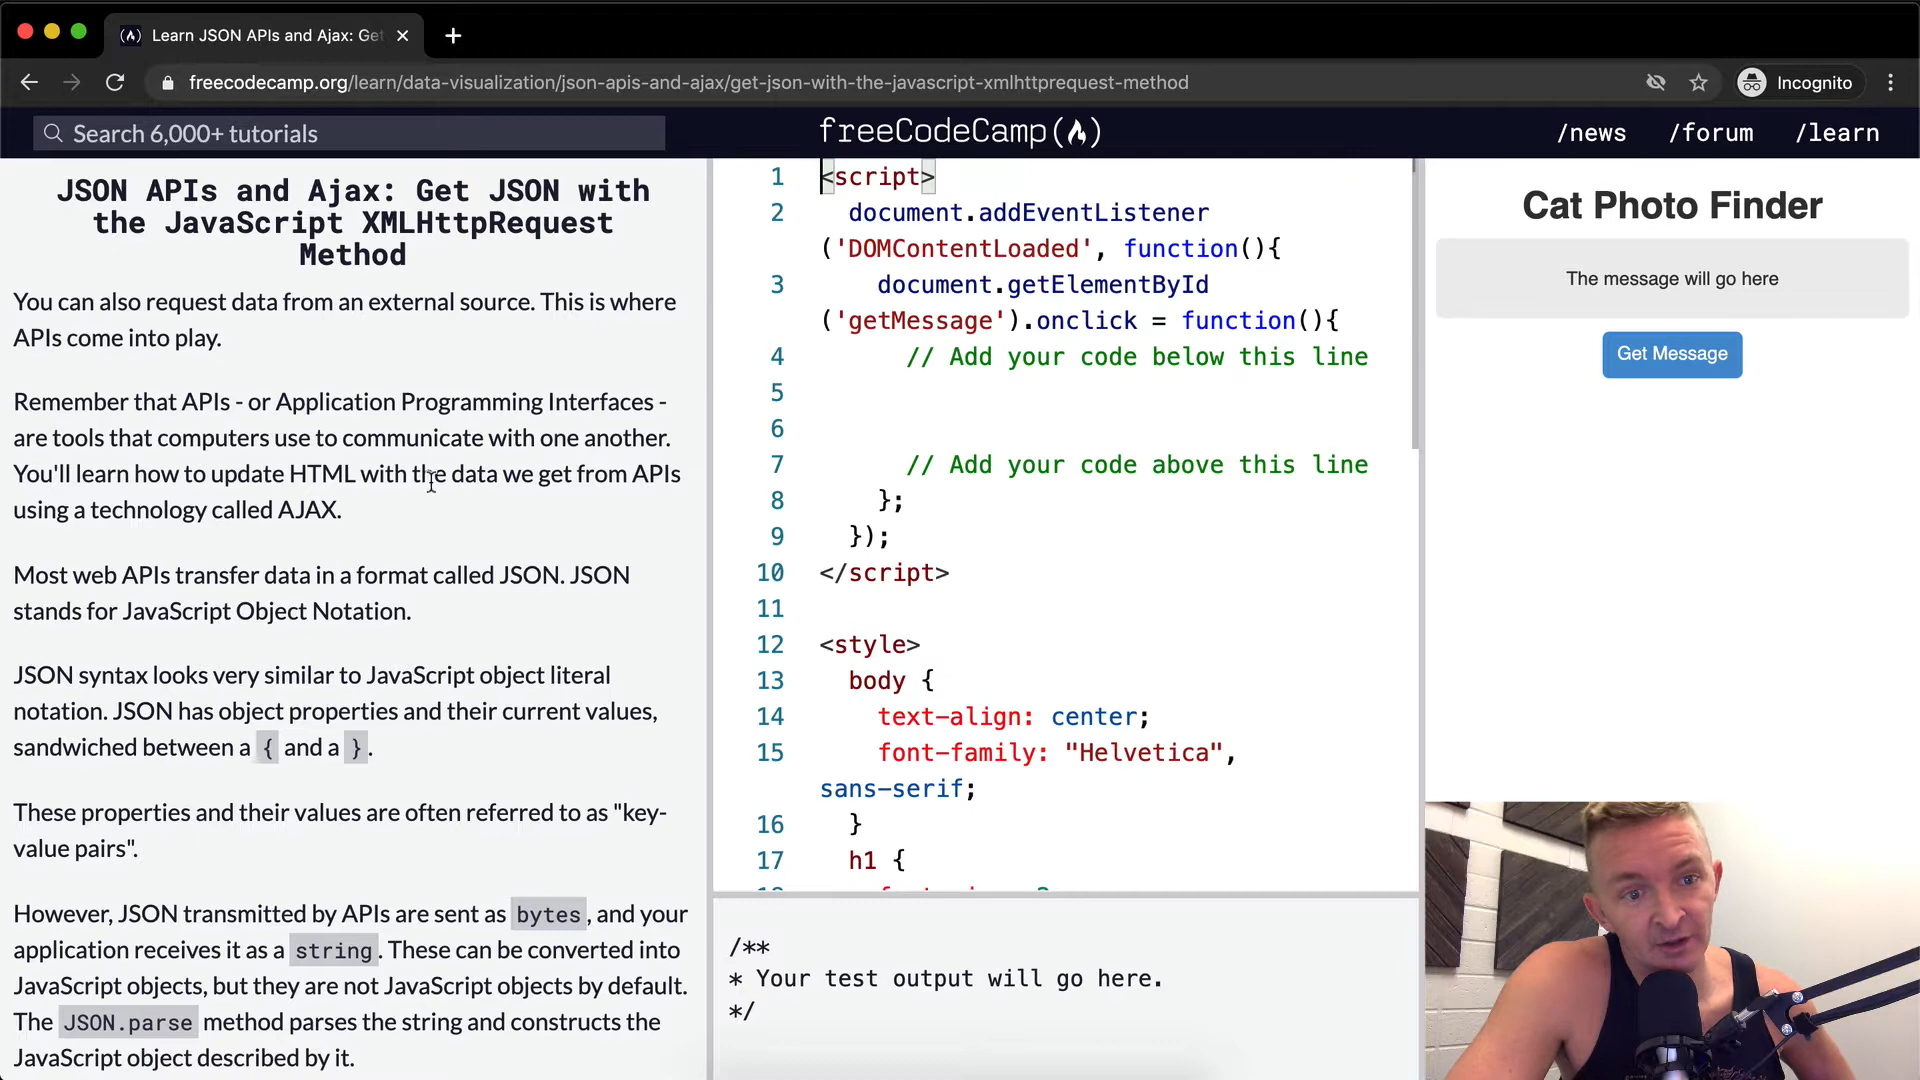 Learn JSON APIs and Ajax: Get
freecodecamp.org/learn/data-visualization/json-apis-and-ajax/get-json-with-the-javascript-xmlhttprequest-method
Incognito
Search 6,000+ tutorials
freeCodeCamp(🔥)
/news /forum /learn
JSON APIs and Ajax: Get JSON with
the JavaScript XMLHttpRequest
Method
You can also request data from an external source. This is where
APIs come into play.
Remember that APIs - or Application Programming Interfaces -
are tools that computers use to communicate with one another.
You'll learn how to update HTML with the data we get from APIs
using a technology called AJAX.
Most web APIs transfer data in a format called JSON. JSON
stands for JavaScript Object Notation.
JSON syntax looks very similar to JavaScript object literal
notation. JSON has object properties and their current values,
sandwiched between a { and a }.
These properties and their values are often referred to as "key-
value pairs".
However, JSON transmitted by APIs are sent as bytes, and your
application receives it as a string. These can be converted into
JavaScript objects, but they are not JavaScript objects by default.
The JSON.parse method parses the string and constructs the
JavaScript object described by it.
1 <script>
2 document.addEventListener
('DOMContentLoaded', function(){
3 document.getElementById
('getMessage').onclick = function(){
4 // Add your code below this line
5
6
7 // Add your code above this line
8 };
9 });
10 </script>
11
12 <style>
13 body {
14 text-align: center;
15 font-family: "Helvetica",
sans-serif;
16 }
17 h1 {
/**
* Your test output will go here.
*/
Cat Photo Finder
The message will go here
Get Message